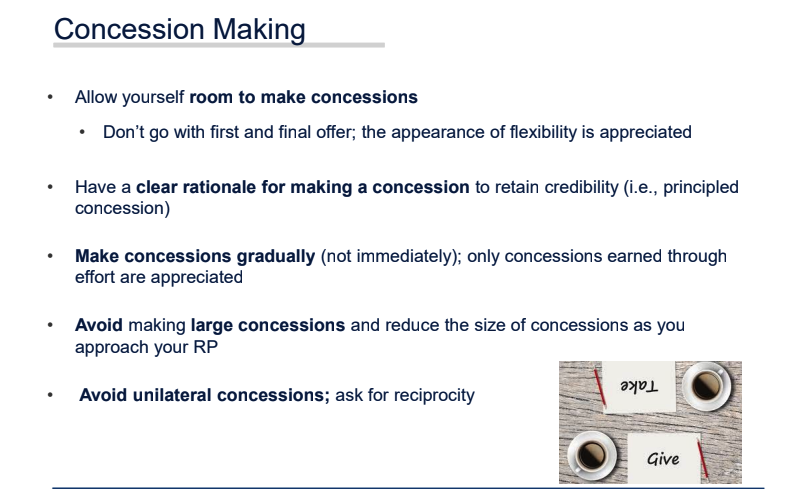 Concession Making
• Allow yourself room to make concessions
• Don’t go with first and final offer; the appearance of flexibility is appreciated
• Have a clear rationale for making a concession to retain credibility (i.e., principled
concession)
• Make concessions gradually (not immediately); only concessions earned through
effort are appreciated
• Avoid making large concessions and reduce the size of concessions as you
approach your RP
• Avoid unilateral concessions; ask for reciprocity
Take
Give